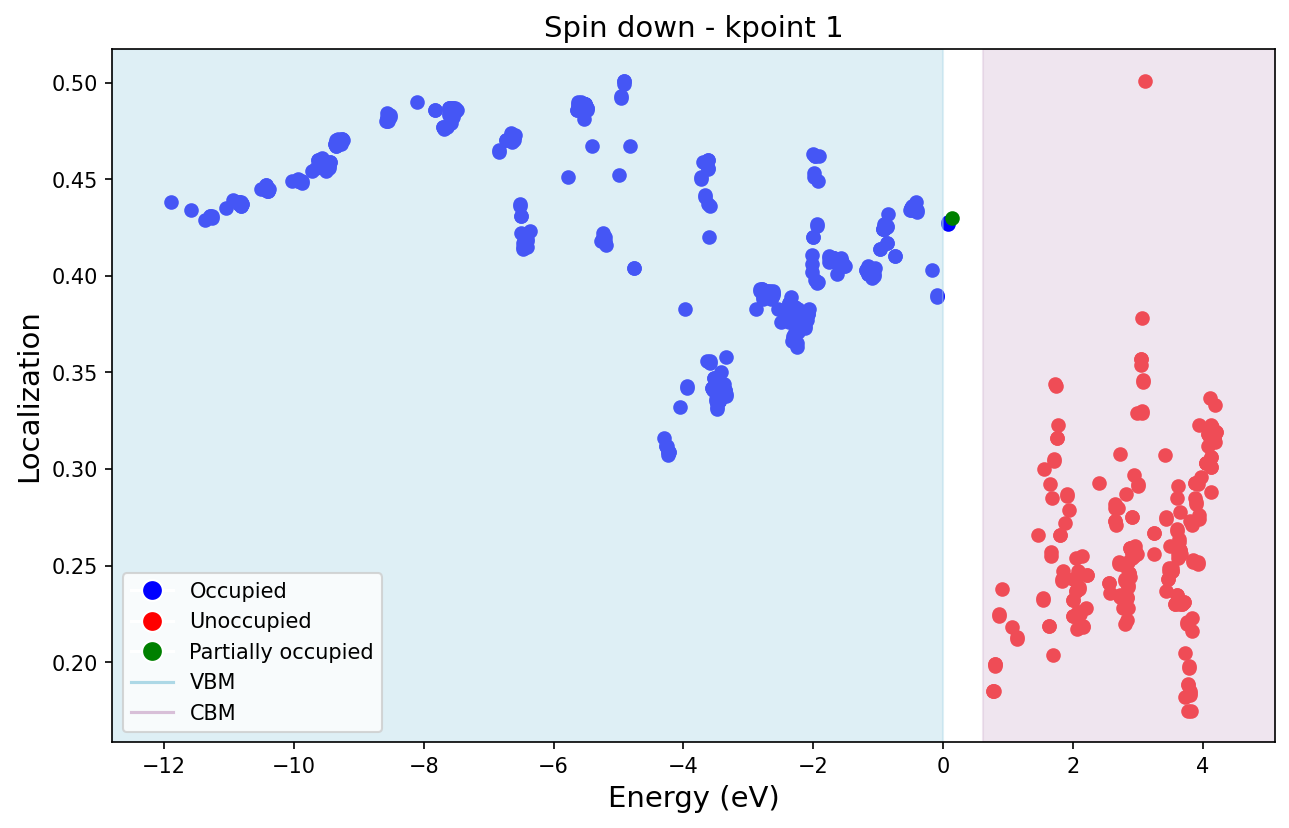 Spin down - kpoint 1
Localization
0.50
0.45
0.40
0.35
0.30
0.25
0.20
Occupied
Unoccupied
Partially occupied
VBM
CBM
−12
−10
−8
−6
−4
−2
0
2
4
Energy (eV)